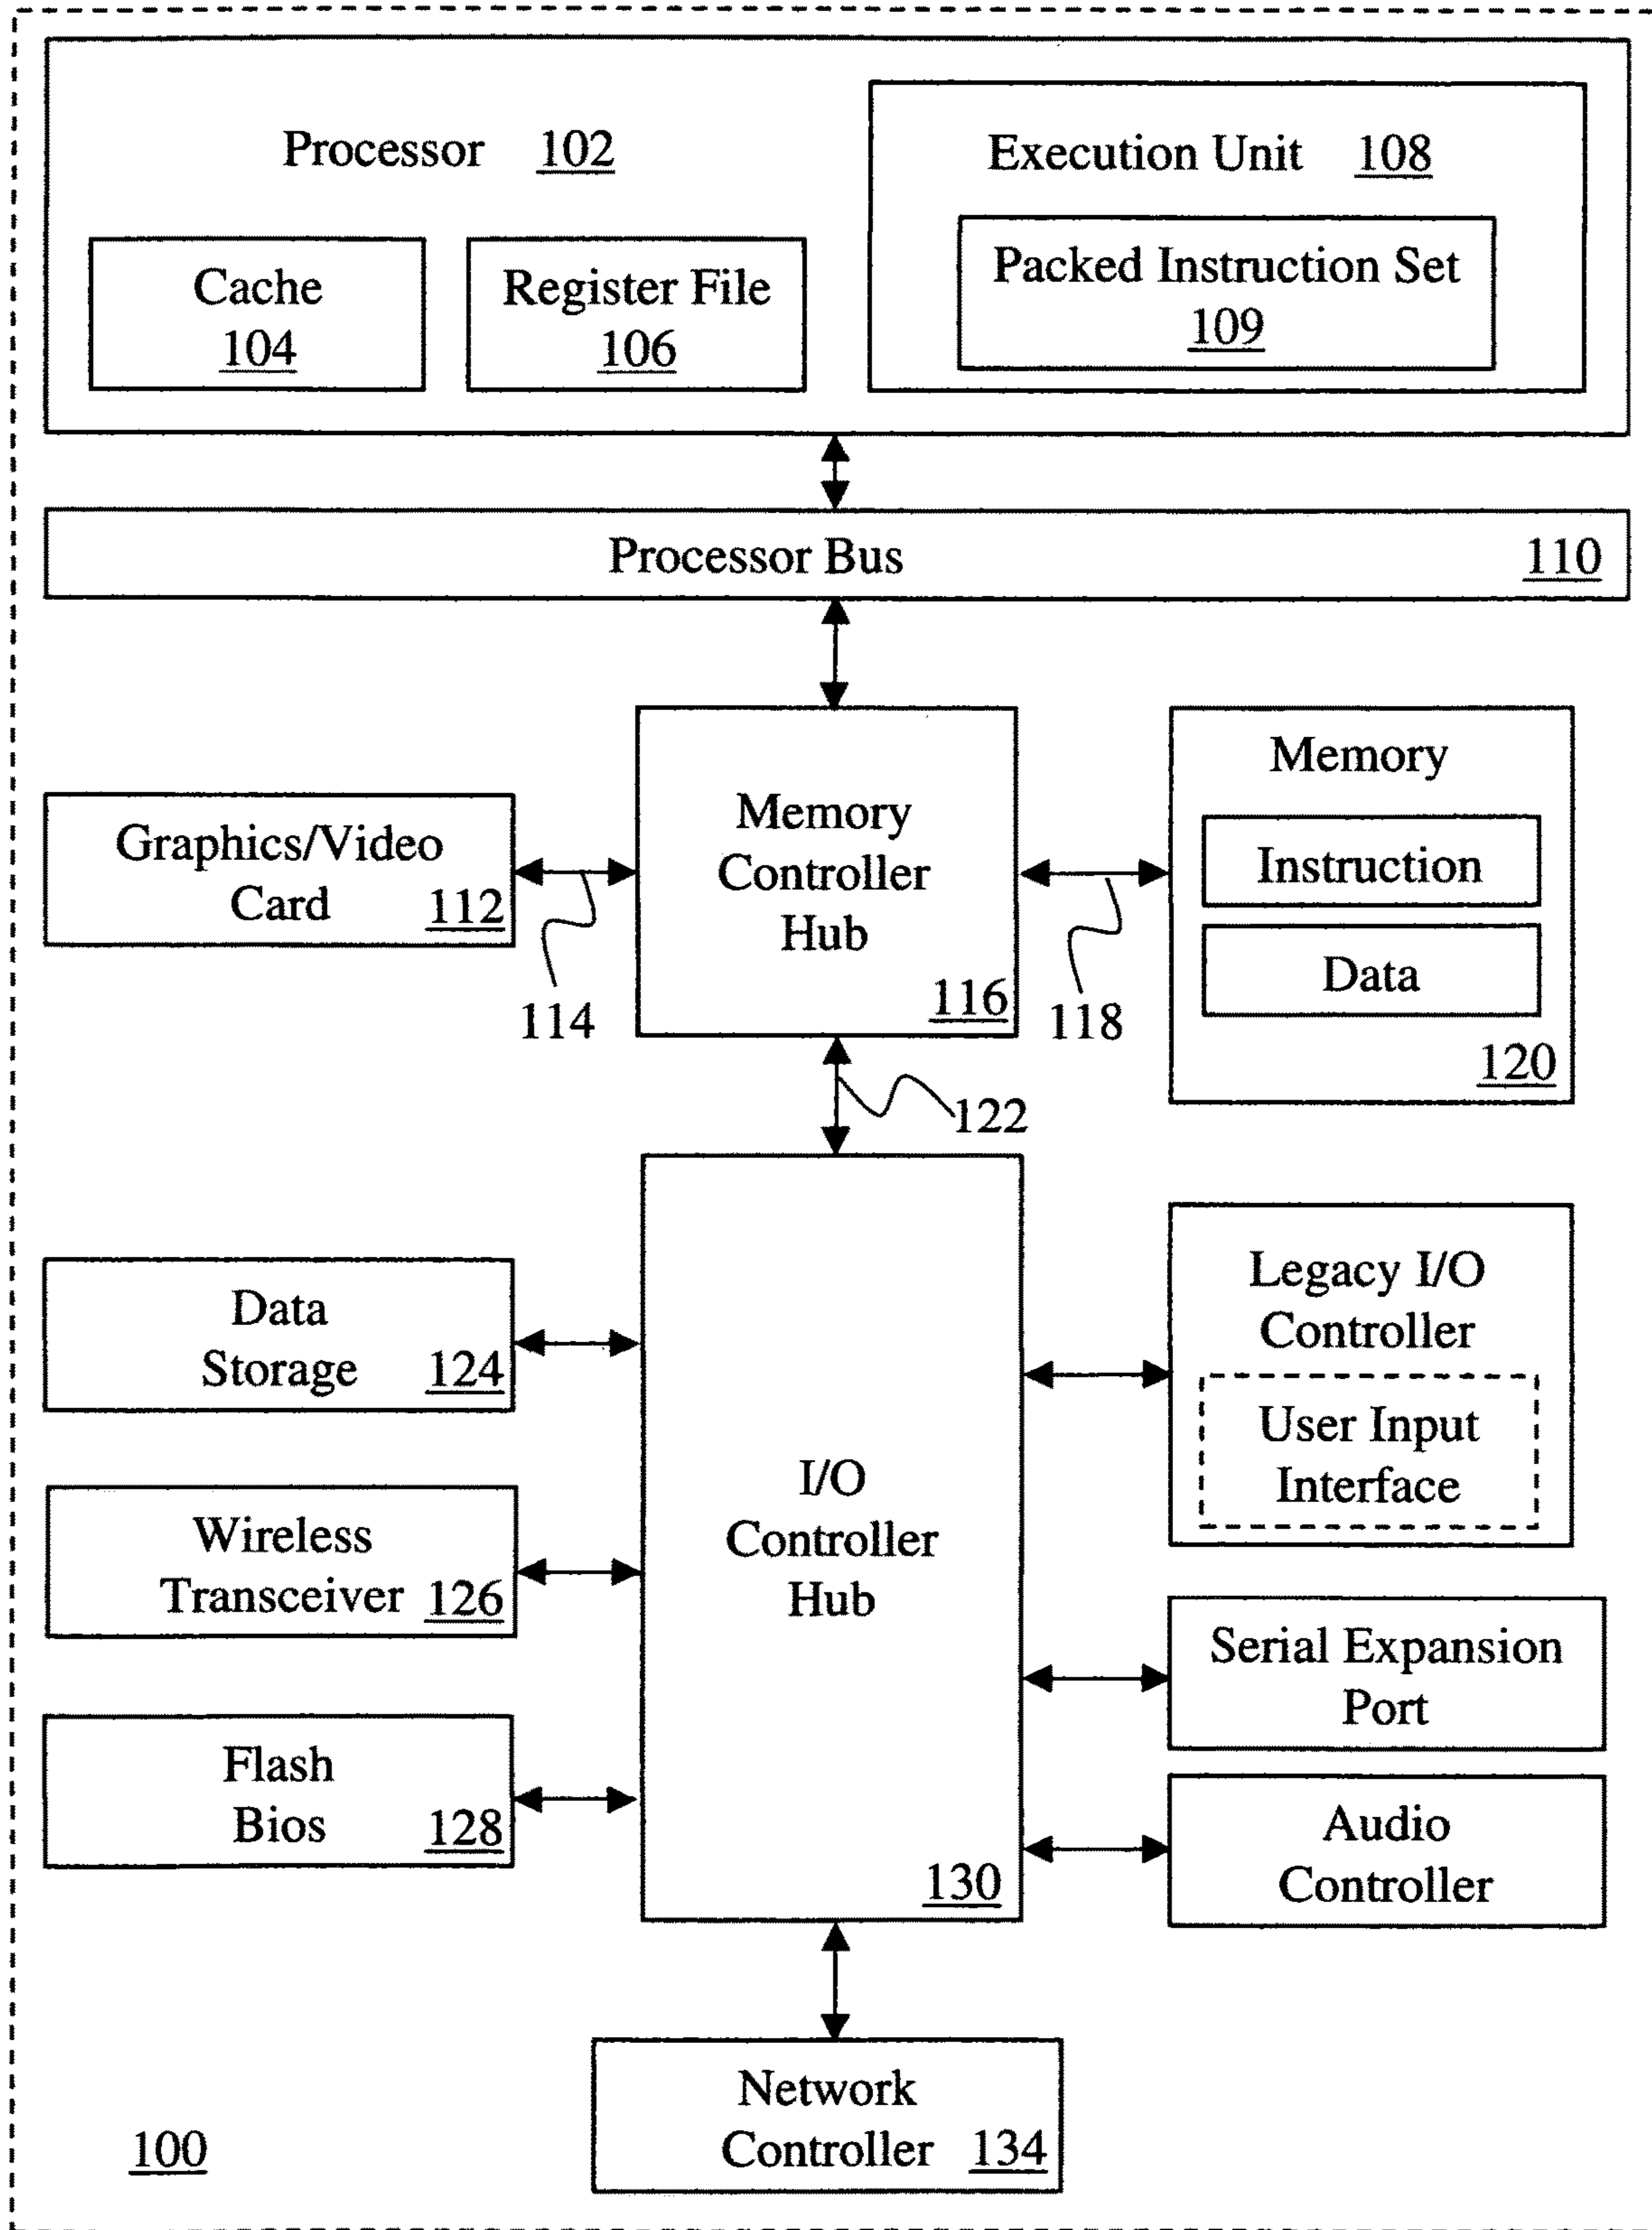 Processor 102
Execution Unit 108
Packed Instruction Set
109
Cache
104
Register File
106
Processor Bus 110
Graphics/Video
Card 112
114
Memory
Controller
Hub
116
118
Memory
Instruction
Data
120
122
Data
Storage 124
Wireless
Transceiver 126
Flash
Bios 128
I/O
Controller
Hub
130
Legacy I/O
Controller
User Input
Interface
Serial Expansion
Port
Audio
Controller
Network
Controller 134
100